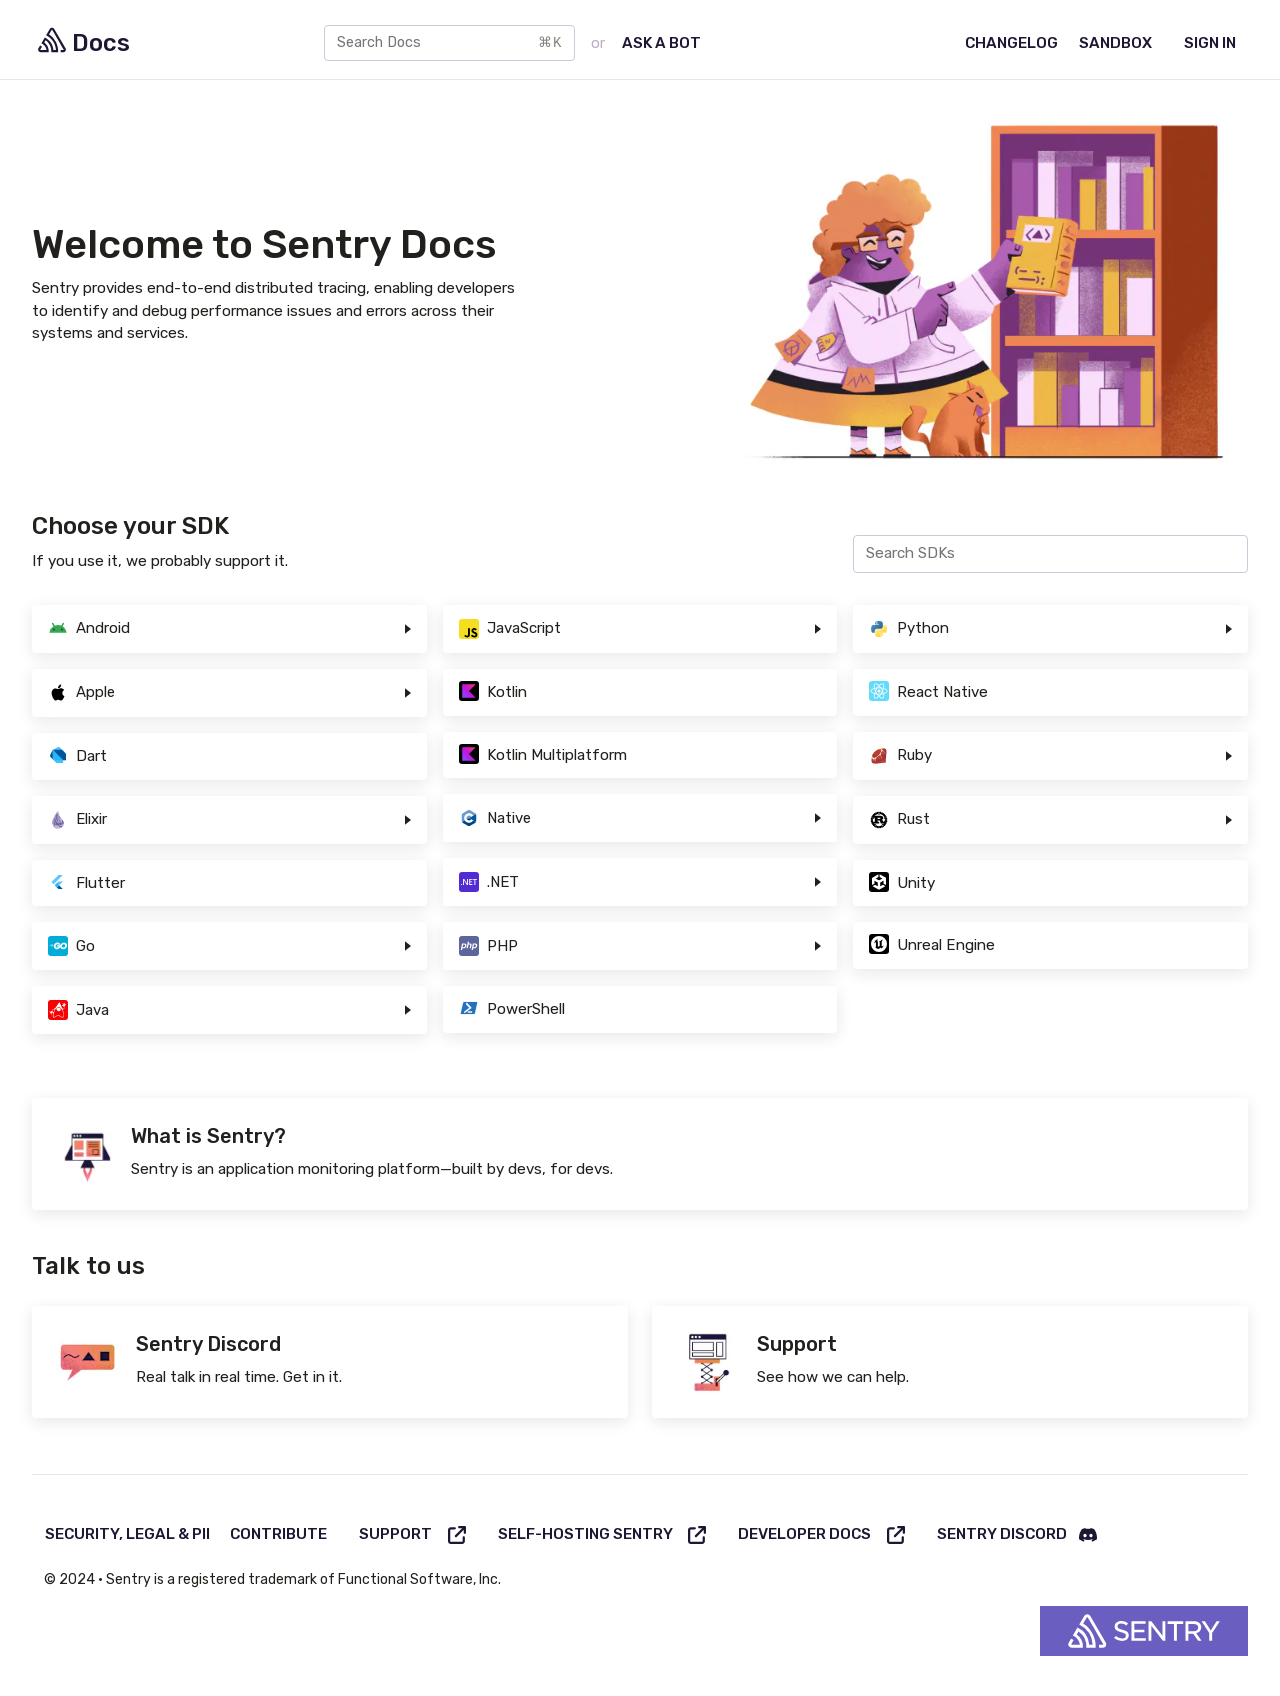 Docs
Search Docs ⌘K or ASK A BOT
CHANGELOG SANDBOX SIGN IN
Welcome to Sentry Docs
Sentry provides end-to-end distributed tracing, enabling developers
to identify and debug performance issues and errors across their
systems and services.
Choose your SDK
If you use it, we probably support it.
Search SDKs
Android
Apple
Dart
Elixir
Flutter
GO Go
Java
JS JavaScript
Kotlin
Kotlin Multiplatform
C Native
.NET .NET
php PHP
PowerShell
Python
React Native
Ruby
R Rust
Unity
U Unreal Engine
What is Sentry?
Sentry is an application monitoring platform—built by devs, for devs.
Talk to us
Sentry Discord
Real talk in real time. Get in it.
Support
See how we can help.
SECURITY, LEGAL & PII CONTRIBUTE SUPPORT SELF-HOSTING SENTRY DEVELOPER DOCS SENTRY DISCORD
© 2024 • Sentry is a registered trademark of Functional Software, Inc.
SENTRY